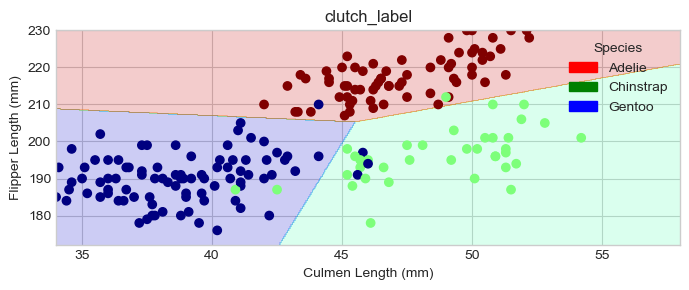 clutch_label
Flipper Length (mm)
230
220
210
200
190
180
Species
Adelie
Chinstrap
Gentoo
35
40
45
50
55
Culmen Length (mm)